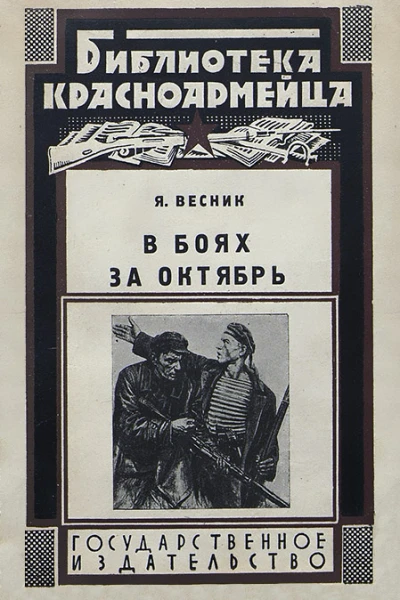 БИБЛИОТЕКА
КРАСНОАРМЕЙЦА
Я. ВЕСНИК
В БОЯХ
ЗА ОКТЯБРЬ
ГОСУДАРСТВЕННОЕ
ИЗДАТЕЛЬСТВО